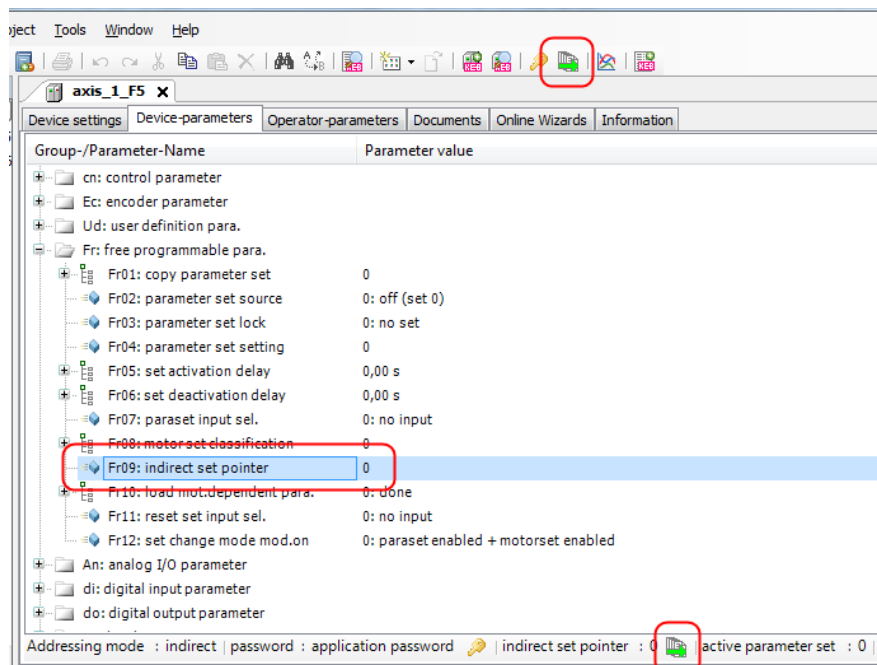 ject Tools Window Help
KEB KEB
axis_1_F5 x
Device settings Device-parameters Operator-parameters Documents Online Wizards Information
Group-/Parameter-Name Parameter value
cn: control parameter
Ec: encoder parameter
Ud: user definition para.
Fr: free programmable para.
Fr01: copy parameter set 0
Fr02: parameter set source 0: off (set 0)
Fr03: parameter set lock 0: no set
Fr04: parameter set setting 0
Fr05: set activation delay 0,00 s
Fr06: set deactivation delay 0,00 s
Fr07: paraset input sel. 0: no input
Fr08: motor set classification 0
Fr09: indirect set pointer 0
Fr10: load mot.dependent para. 0: done
Fr11: reset set input sel. 0: no input
Fr12: set change mode mod.on 0: paraset enabled + motorset enabled
An: analog I/O parameter
di: digital input parameter
do: digital output parameter
Addressing mode : indirect | password : application password | indirect set pointer : 0 | active parameter set : 0 |